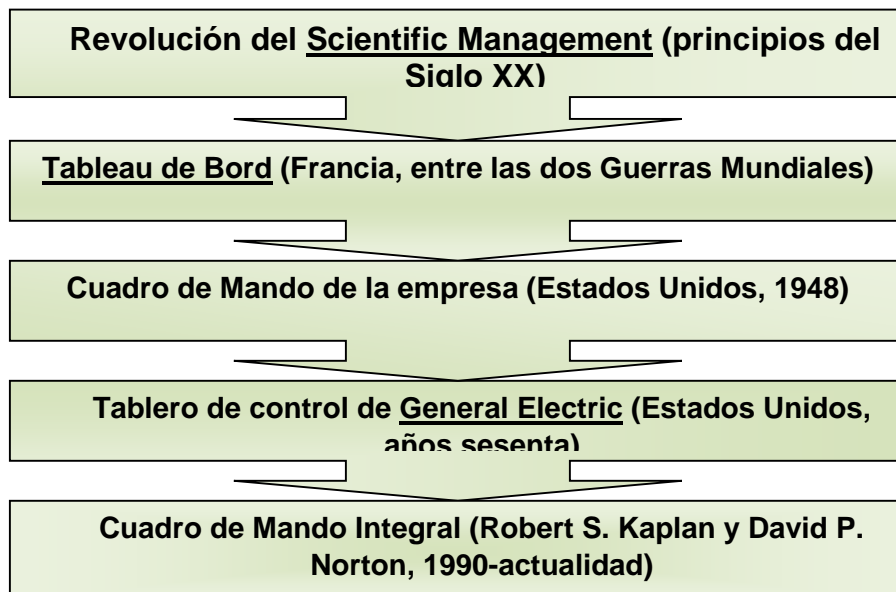 Revolución del Scientific Management (principios del
Siglo XX)
Tableau de Bord (Francia, entre las dos Guerras Mundiales)
Cuadro de Mando de la empresa (Estados Unidos, 1948)
Tablero de control de General Electric (Estados Unidos,
años sesenta)
Cuadro de Mando Integral (Robert S. Kaplan y David P.
Norton, 1990-actualidad)